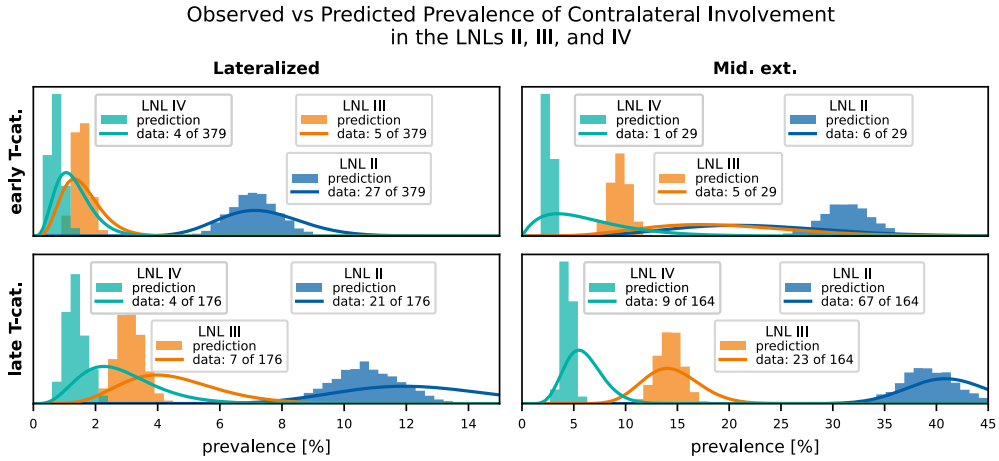 Observed vs Predicted Prevalence of Contralateral Involvement
in the LNLs II, III, and IV
Lateralized
Mid. ext.
early T-cat.
LNL IV
prediction
data: 4 of 379
LNL III
prediction
data: 5 of 379
LNL II
prediction
data: 27 of 379
LNL IV
prediction
data: 1 of 29
LNL II
prediction
data: 6 of 29
LNL III
prediction
data: 5 of 29
late T-cat.
LNL IV
prediction
data: 4 of 176
LNL II
prediction
data: 21 of 176
LNL III
prediction
data: 7 of 176
LNL IV
prediction
data: 9 of 164
LNL II
prediction
data: 67 of 164
LNL III
prediction
data: 23 of 164
0 2 4 6 8 10 12 14
0 5 10 15 20 25 30 35 40 45
prevalence [%]
prevalence [%]